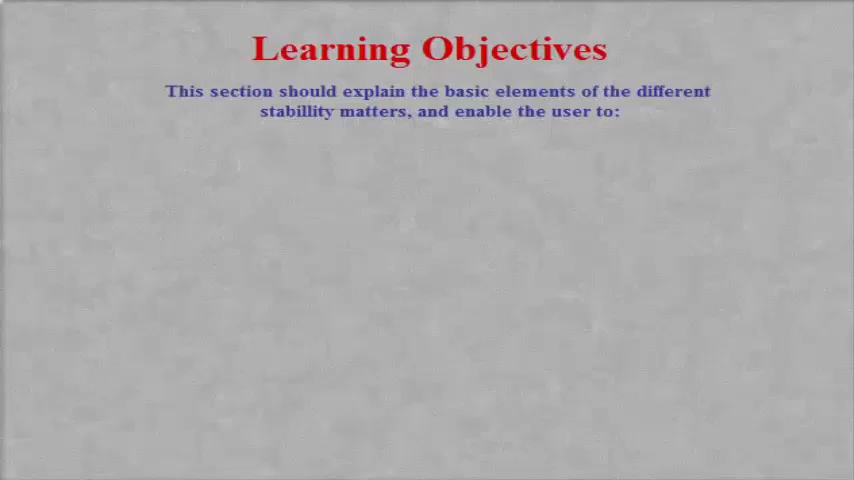 Learning Objectives
This section should explain the basic elements of the different
stabillity matters, and enable the user to: